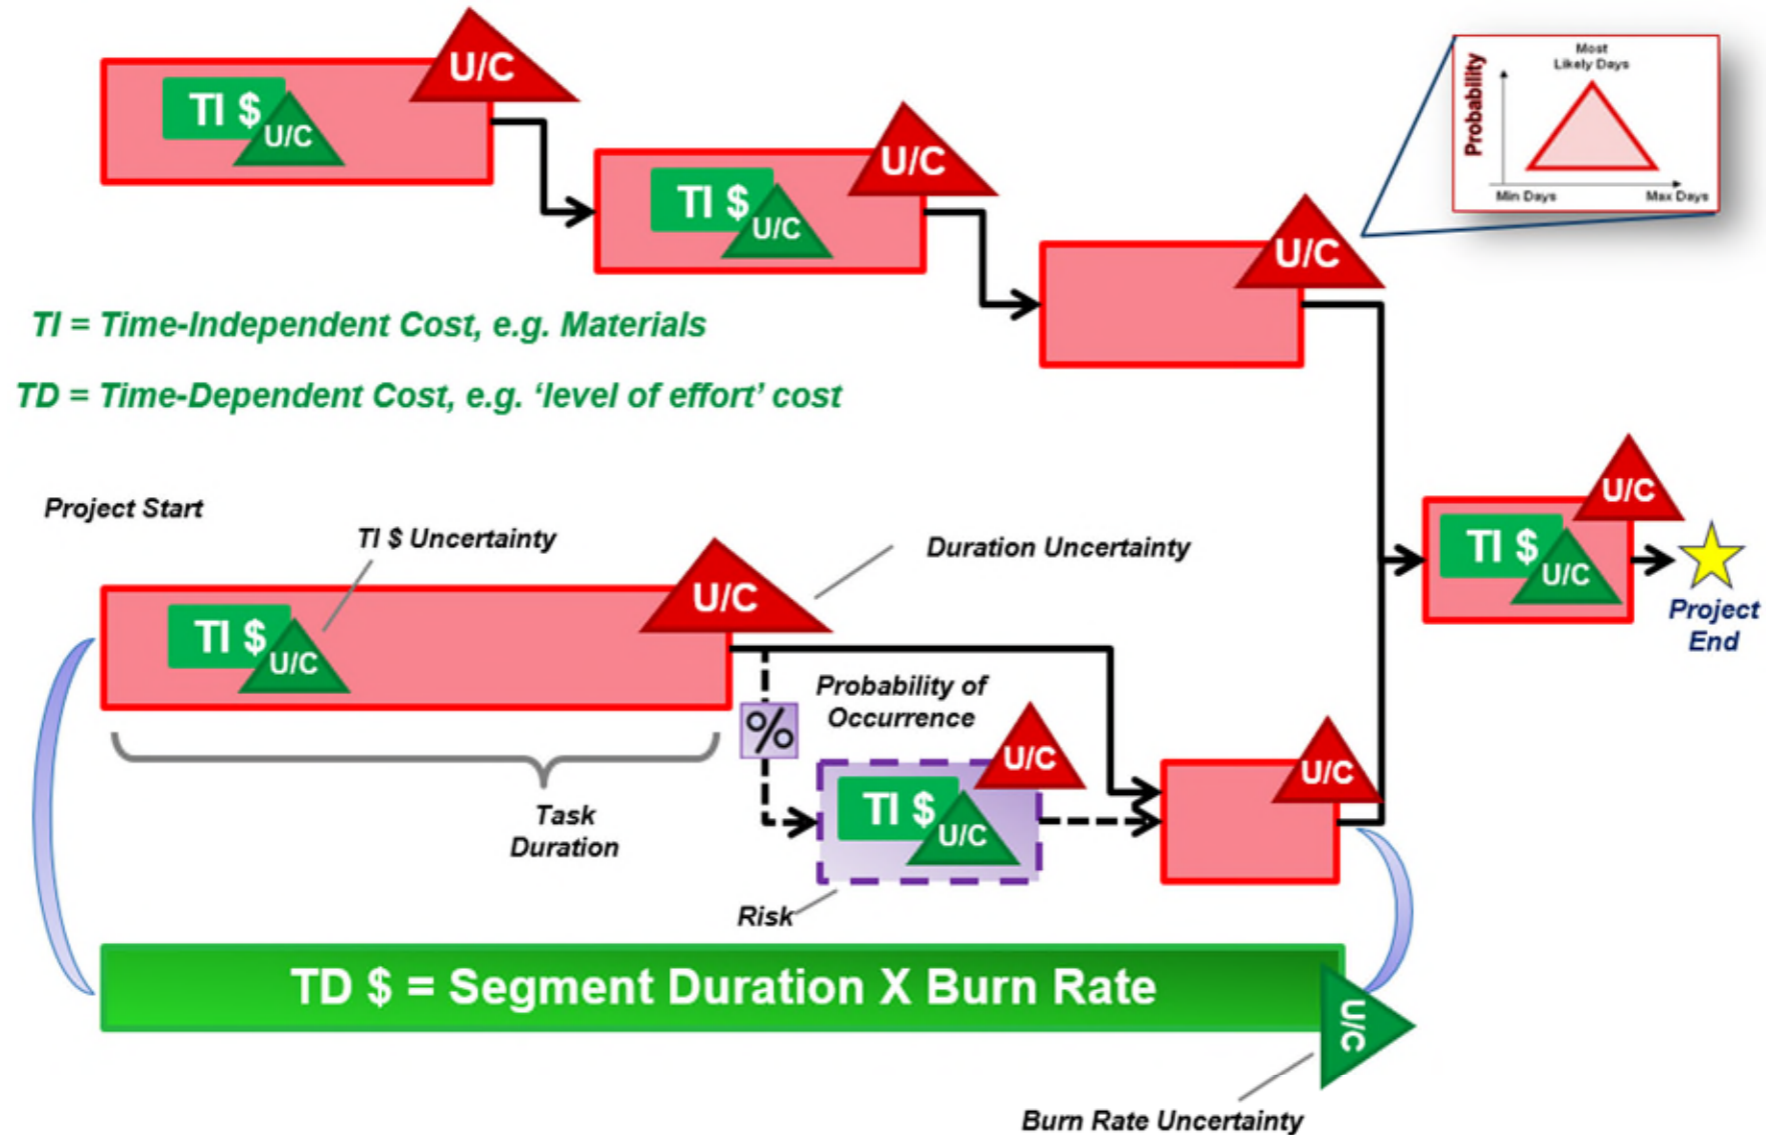 U/C
TI $
U/C
U/C
TI $
U/C
U/C
Most
Likely Days
Probability
Min Days
Max Days
TI = Time-Independent Cost, e.g. Materials
TD = Time-Dependent Cost, e.g. ‘level of effort’ cost
Project Start
TI $ Uncertainty
Duration Uncertainty
U/C
TI $
U/C
U/C
TI $
U/C
Project
End
Probability of
Occurrence
%
U/C
TI $
U/C
U/C
Task
Duration
Risk
TD $ = Segment Duration X Burn Rate
U/C
Burn Rate Uncertainty